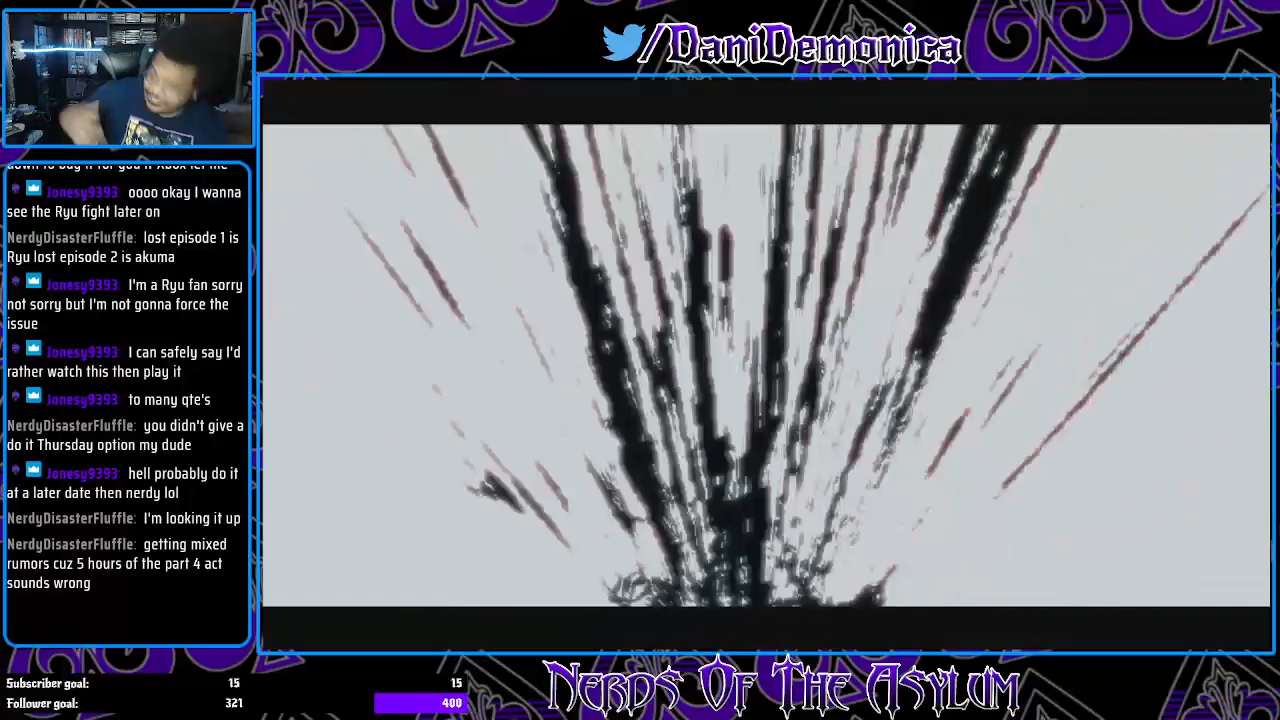 /DaniDemonica
Jonesy9393 oooo okay I wanna
see the Ryu fight later on
NerdyDisasterFluffle: lost episode 1 is
Ryu lost episode 2 is akuma
Jonesy9393 I'm a Ryu fan sorry
not sorry but I'm not gonna force the
issue
Jonesy9393 I can safely say I'd
rather watch this then play it
Jonesy9393 to many qte's
NerdyDisasterFluffle: you didn't give a
do it Thursday option my dude
Jonesy9393 hell probably do it
at a later date then nerdy lol
NerdyDisasterFluffle: I'm looking it up
NerdyDisasterFluffle: getting mixed
rumors cuz 5 hours of the part 4 act
sounds wrong
Subscriber goal: 15 15
Follower goal: 321 400
Nerds Of The Asylum